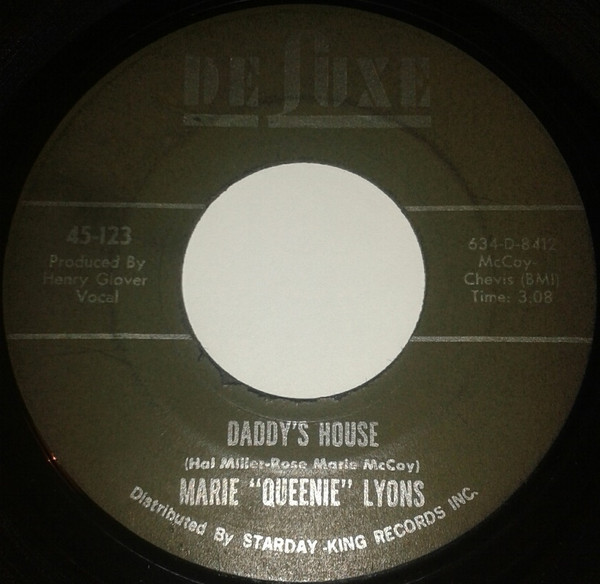 DELUXE
45-123
Produced By
Henry Glover
Vocal
634-D-8412
McCoy-
Chevis (BMI)
Time: 3:08
DADDY'S HOUSE
(Hal Miller-Rose Marie McCoy)
MARIE "QUEENIE" LYONS
Distributed By STARDAY-KING RECORDS INC.